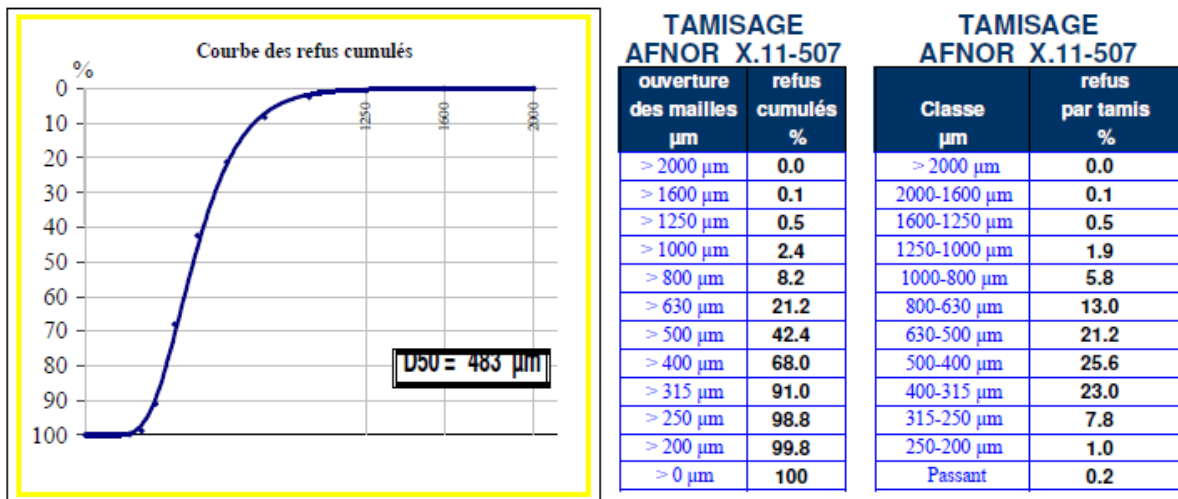 Courbe des refus cumulés
%
0
10
20
30
40
50
60
70
80
90
100
1250
1600
2000
D50 = 483 µm
TAMISAGE
AFNOR X.11-507
ouverture des mailles µm | refus cumulés %
> 2000 µm 0.0
> 1600 µm 0.1
> 1250 µm 0.5
> 1000 µm 2.4
> 800 µm 8.2
> 630 µm 21.2
> 500 µm 42.4
> 400 µm 68.0
> 315 µm 91.0
> 250 µm 98.8
> 200 µm 99.8
> 0 µm 100
TAMISAGE
AFNOR X.11-507
Classe µm | refus par tamis %
> 2000 µm 0.0
2000-1600 µm 0.1
1600-1250 µm 0.5
1250-1000 µm 1.9
1000-800 µm 5.8
800-630 µm 13.0
630-500 µm 21.2
500-400 µm 25.6
400-315 µm 23.0
315-250 µm 7.8
250-200 µm 1.0
Passant 0.2